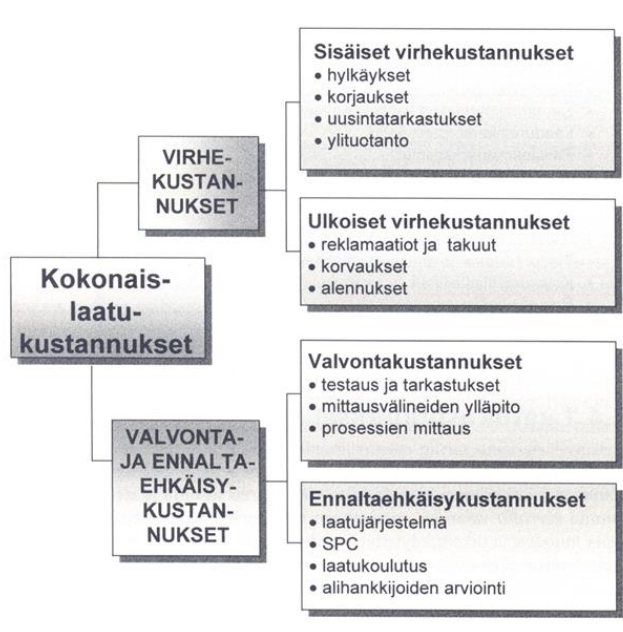 Kokonais-
laatu-
kustannukset
VIRHE-
KUSTAN-
NUKSET
Sisäiset virhekustannukset
• hylkäykset
• korjaukset
• uusintatarkastukset
• ylituotanto
Ulkoiset virhekustannukset
• reklamaatiot ja takuut
• korvaukset
• alennukset
VALVONTA-
JA ENNALTA-
EHKÄISY-
KUSTAN-
NUKSET
Valvontakustannukset
• testaus ja tarkastukset
• mittausvälineiden ylläpito
• prosessien mittaus
Ennaltaehkäisykustannukset
• laatujärjestelmä
• SPC
• laatukoulutus
• alihankkijoiden arviointi